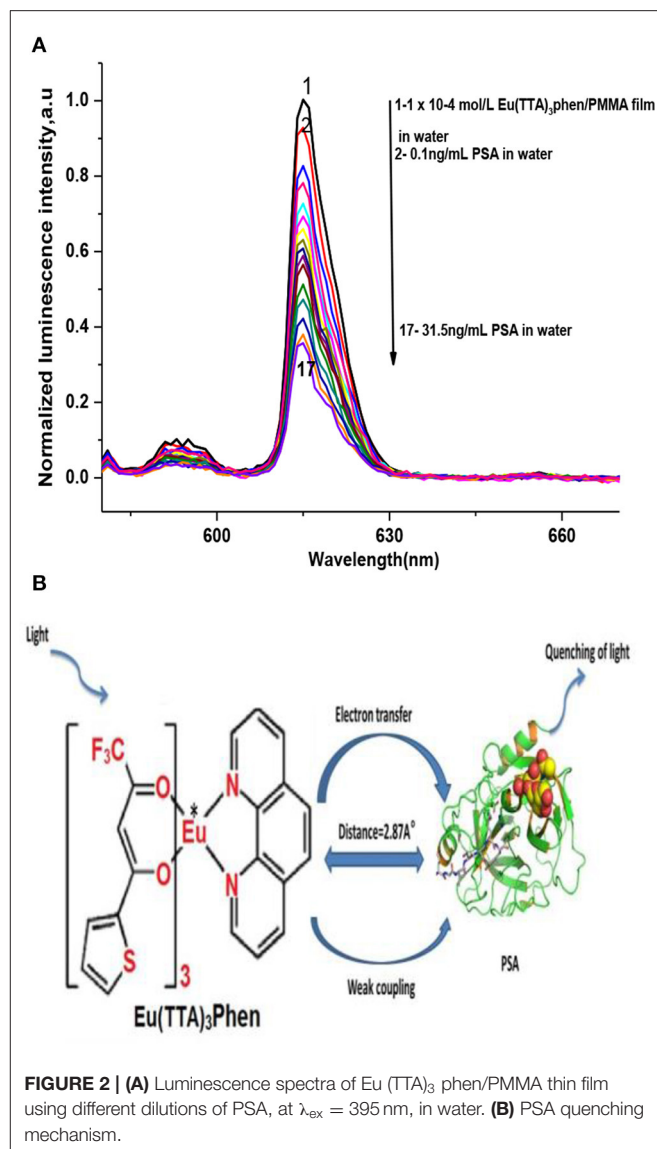 A
1
2
17
1.0
0.8
0.6
0.4
0.2
0.0
Normalized luminescence intensity,a.u
600
630
660
Wavelength(nm)
1-1 x 10-4 mol/L Eu(TTA)₃phen/PMMA film
in water
2- 0.1ng/mL PSA in water
17- 31.5ng/mL PSA in water
B
Light
Quenching of light
F₃C
O
O
*
Eu
N
N
S
3
Eu(TTA)₃Phen
Electron transfer
Distance=2.87A°
Weak coupling
PSA
FIGURE 2 | (A) Luminescence spectra of Eu (TTA)₃ phen/PMMA thin film
using different dilutions of PSA, at λex = 395 nm, in water. (B) PSA quenching
mechanism.